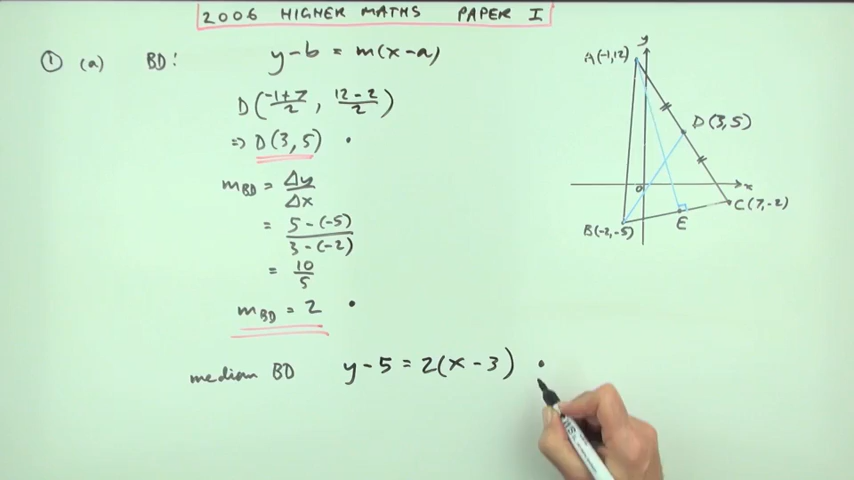 2006 HIGHER MATHS PAPER I
① (a) BD: y-b = m(x-a)
D(-1+7/2, 12-2/2)
⇒ D(3,5) •
m_BD = Δy/Δx
= 5-(-5)/3-(-2)
= 10/5
m_BD = 2 •
median BD y-5 = 2(x-3) •
y
A(-1,12)
D(3,5)
O
x
C(7,-2)
B(-2,-5)
E